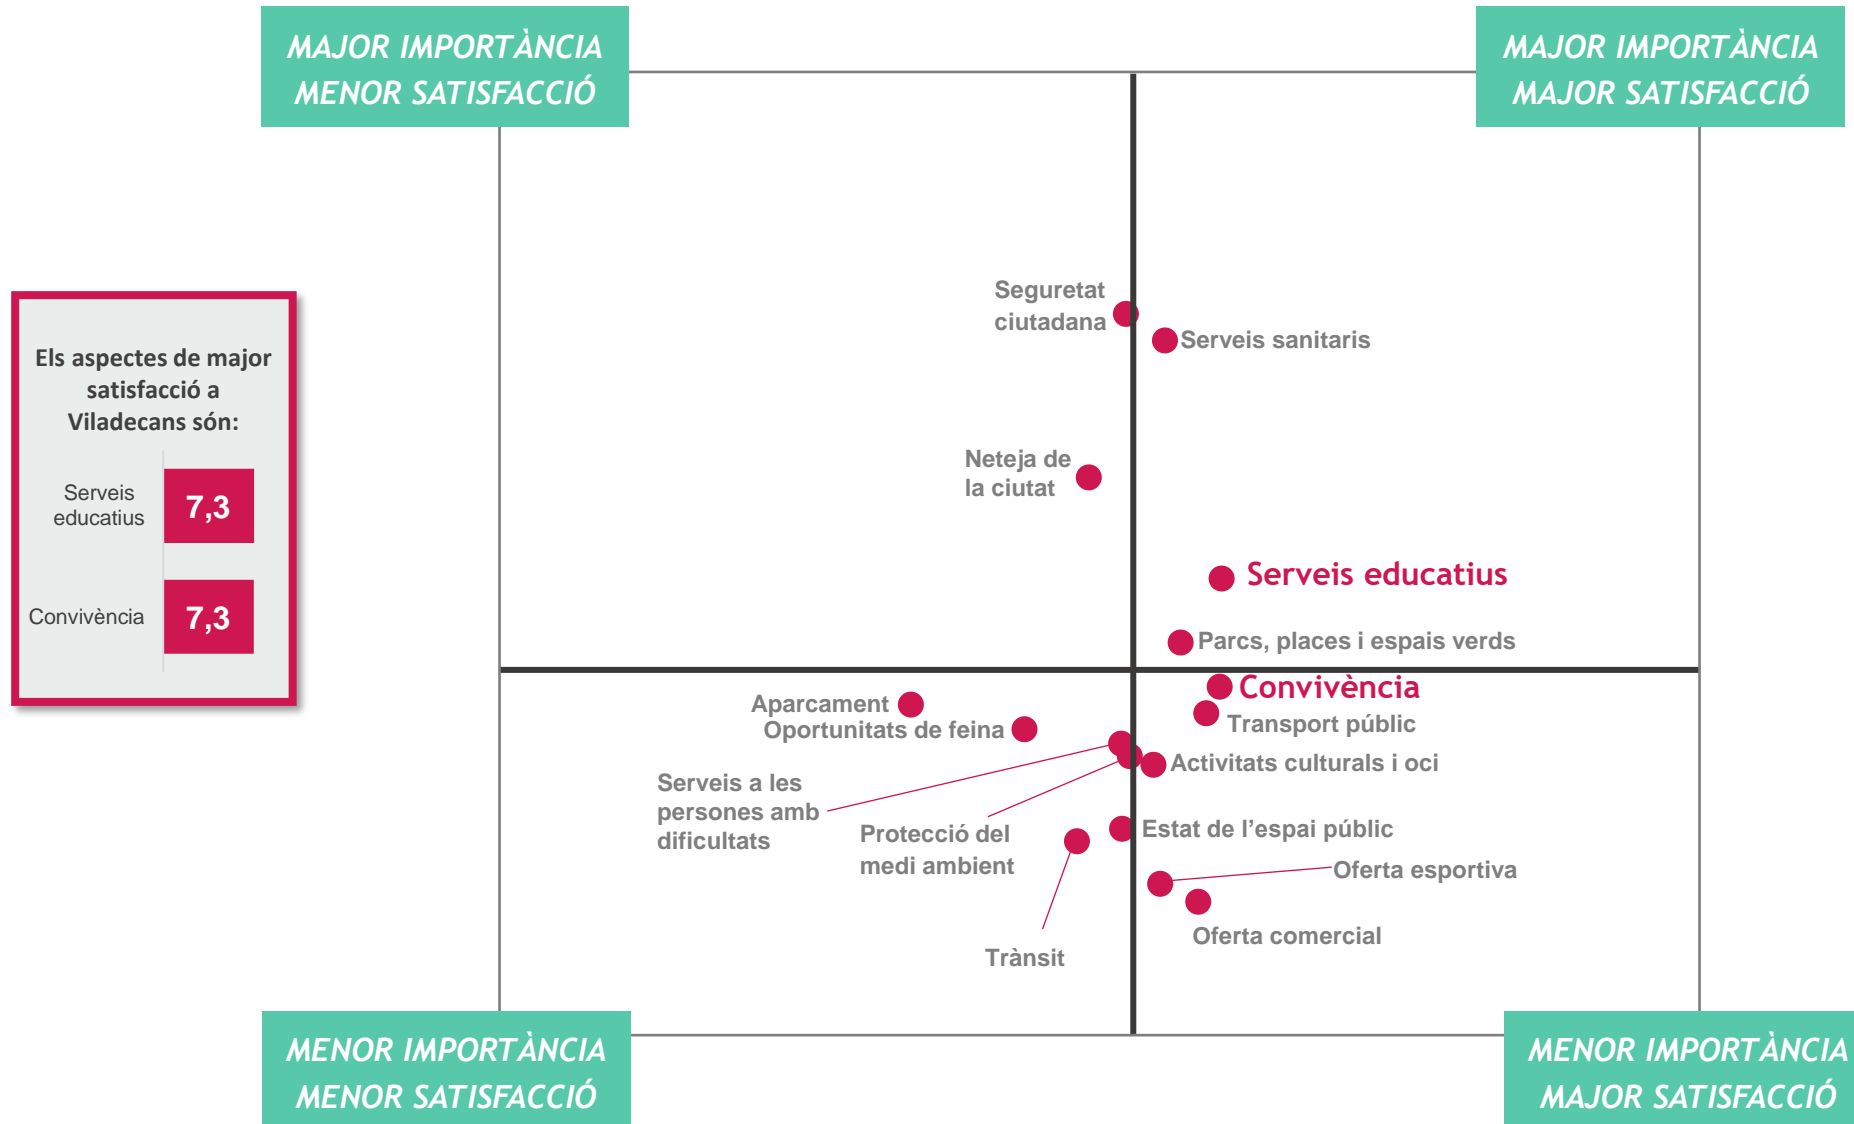 MAJOR IMPORTÀNCIA
MENOR SATISFACCIÓ
MAJOR IMPORTÀNCIA
MAJOR SATISFACCIÓ
Els aspectes de major
satisfacció a
Viladecans són:
Serveis
educatius
7,3
Convivència
7,3
Seguretat
ciutadana
Serveis sanitaris
Neteja de
la ciutat
Serveis educatius
Parcs, places i espais verds
Convivència
Aparcament
Transport públic
Oportunitats de feina
Activitats culturals i oci
Serveis a les
persones amb
dificultats
Protecció del
medi ambient
Estat de l’espai públic
Oferta esportiva
Oferta comercial
Trànsit
MENOR IMPORTÀNCIA
MENOR SATISFACCIÓ
MENOR IMPORTÀNCIA
MAJOR SATISFACCIÓ